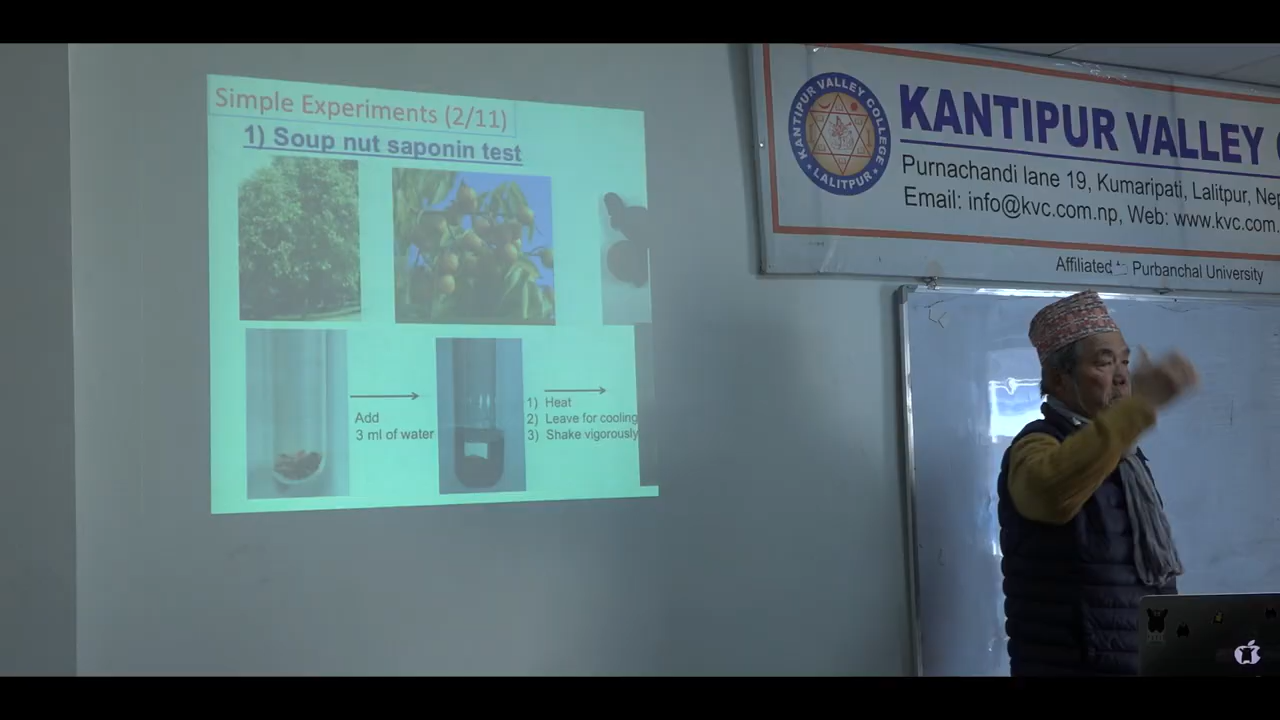 Simple Experiments (2/11)
1) Soup nut saponin test
Add
3 ml of water
1) Heat
2) Leave for cooling
3) Shake vigorously
KANTIPUR VALLEY COLLEGE
LALITPUR
KANTIPUR VALLEY
Purnachandi lane 19, Kumaripati, Lalitpur, Nep
Email: info@kvc.com.np, Web: www.kvc.com.
Affiliated to Purbanchal University